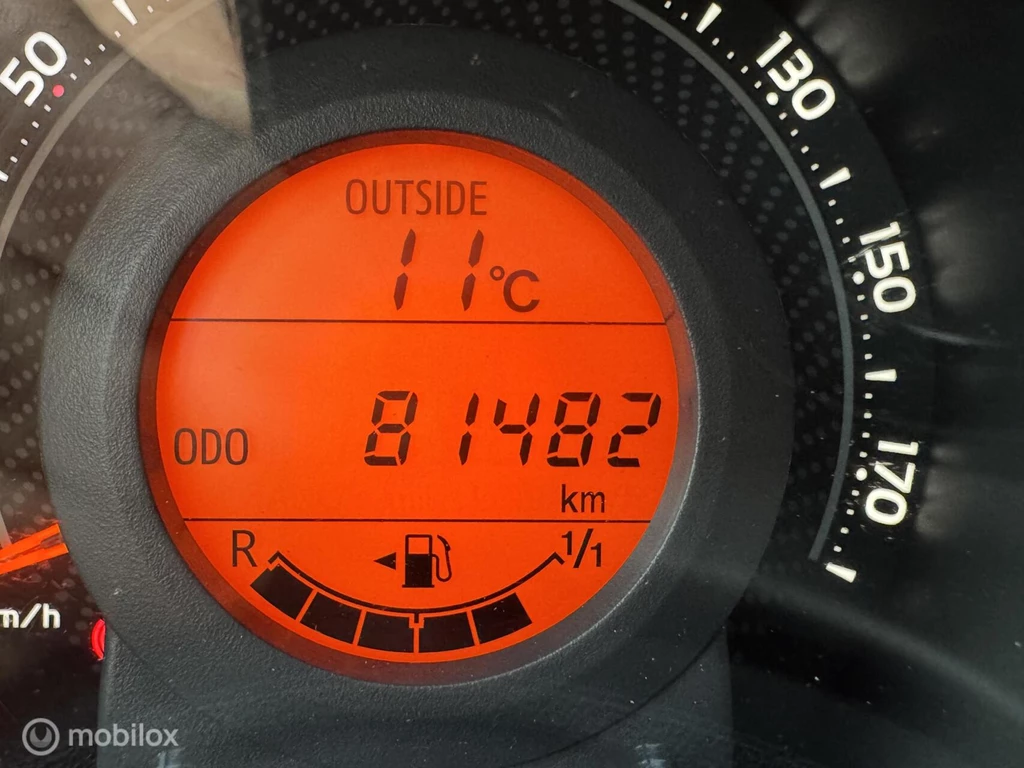 50
130
150
170
OUTSIDE
11°C
ODO 81482
km
R 1/1
m/h
mobilox